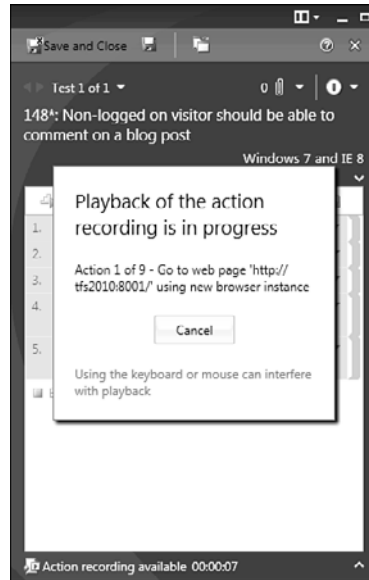 Save and Close
Test 1 of 1
0
148*: Non-logged on visitor should be able to
comment on a blog post
Windows 7 and IE 8
Playback of the action
recording is in progress
1.
2.
Action 1 of 9 - Go to web page 'http://
3.
tfs2010:8001/' using new browser instance
4.
Cancel
5.
Using the keyboard or mouse can interfere
with playback
Action recording available 00:00:07